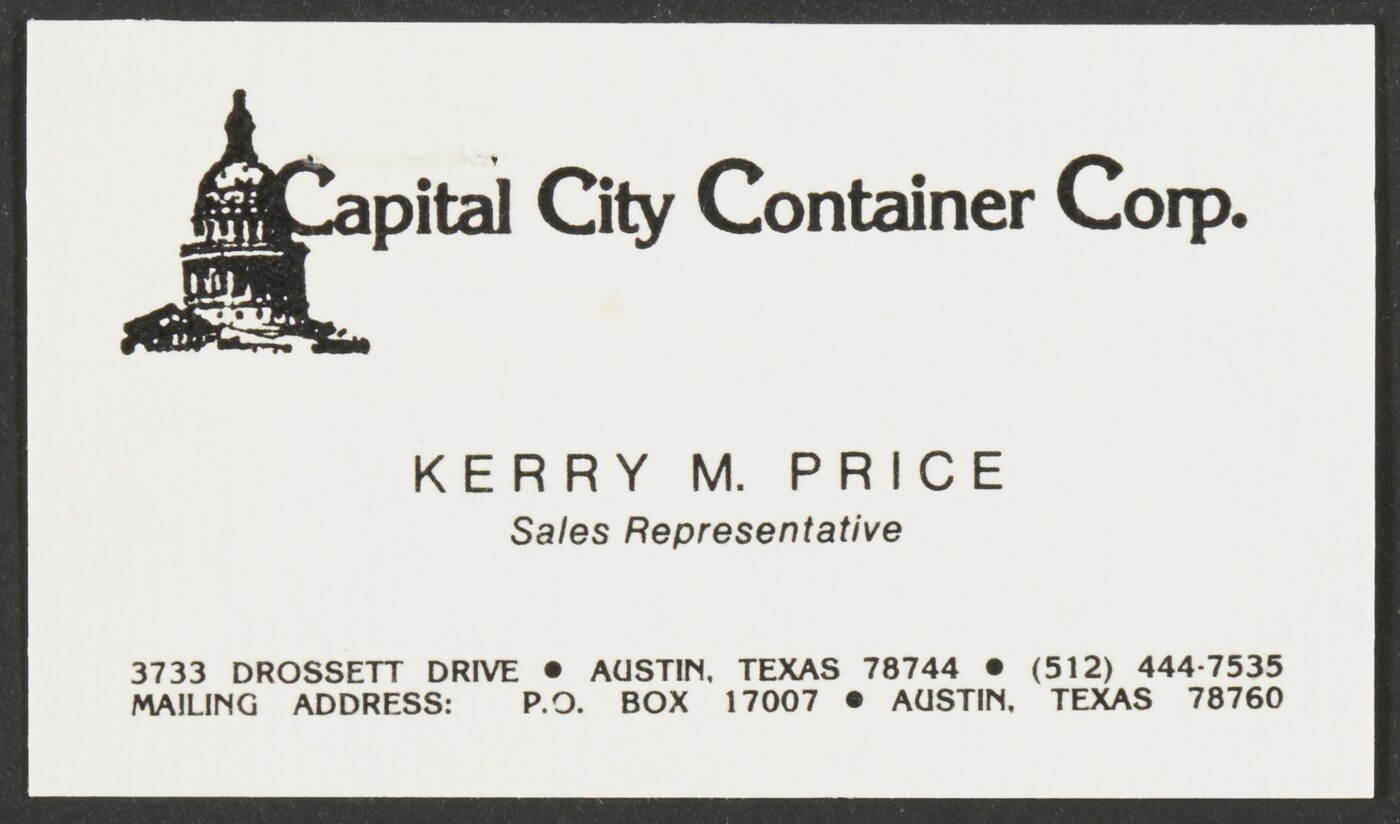 Capital City Container Corp.
KERRY M. PRICE
Sales Representative
3733 DROSSETT DRIVE ● AUSTIN, TEXAS 78744 ● (512) 444-7535
MAILING ADDRESS: P.O. BOX 17007 ● AUSTIN, TEXAS 78760